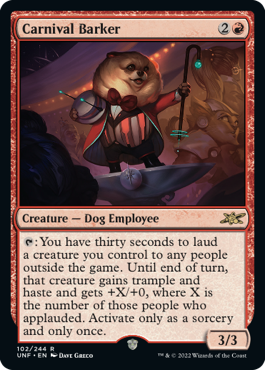 Carnival Barker 2
Creature — Dog Employee
: You have thirty seconds to laud
a creature you control to any people
outside the game. Until end of turn,
that creature gains trample and
haste and gets +X/+0, where X is
the number of those people who
applauded. Activate only as a sorcery
and only once.
3/3
102/244 R
UNF • EN Dave Greco
™ & © 2022 Wizards of the Coast